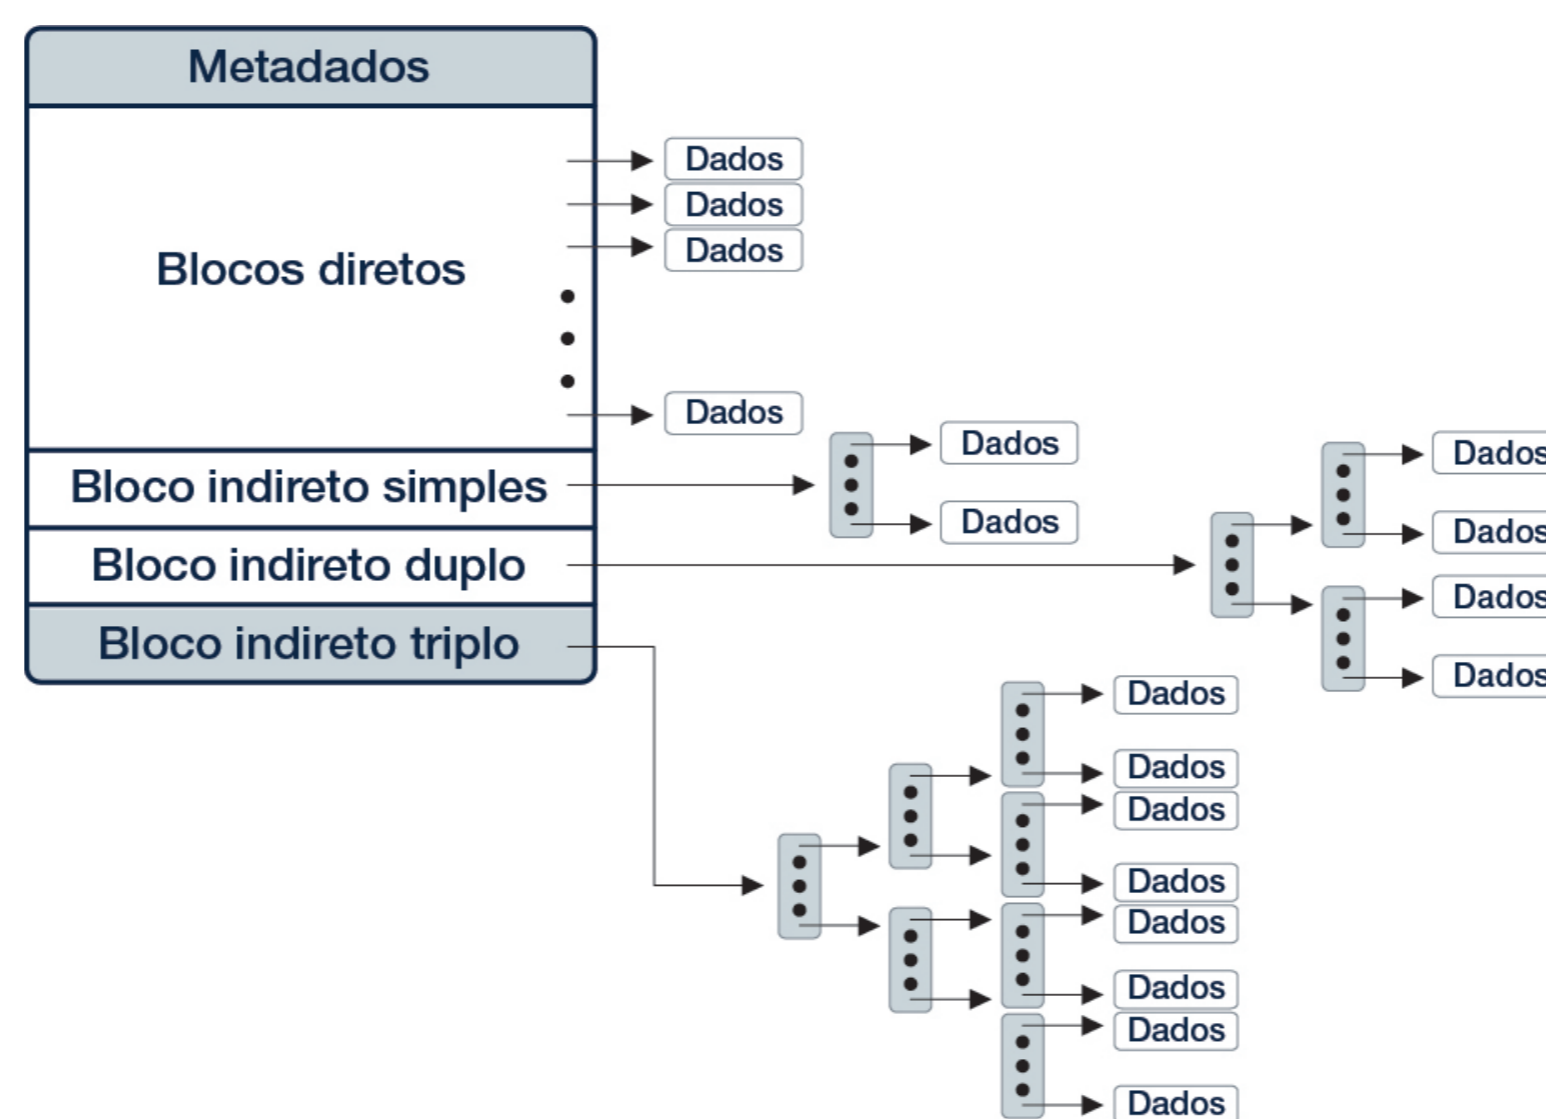 Metadados
Dados
Dados
Blocos diretos
Dados
Dados
Bloco indireto simples
Dados
Dados
Dados
Dados
Bloco indireto duplo
Dados
Dados
Bloco indireto triplo
Dados
Dados
Dados
Dados
Dados
Dados
Dados
Dados